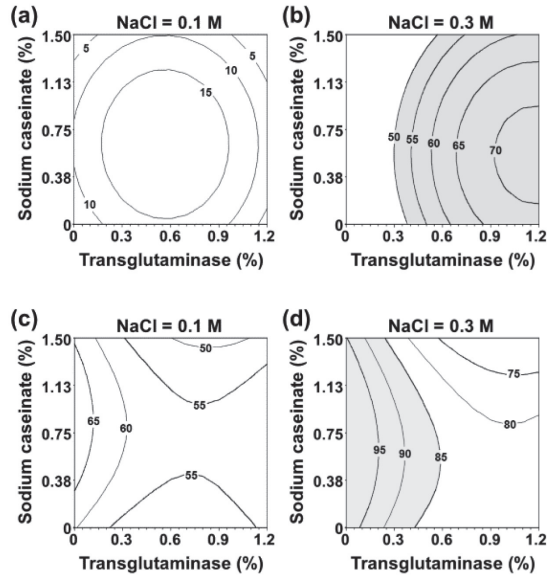 (a) NaCl = 0.1 M
Sodium caseinate (%)
1.50
1.13
0.75
0.38
0
5
5
10
15
10
0 0.3 0.6 0.9 1.2
Transglutaminase (%)
(b) NaCl = 0.3 M
Sodium caseinate (%)
1.50
1.13
0.75
0.38
0
50 55 60 65 70
0 0.3 0.6 0.9 1.2
Transglutaminase (%)
(c) NaCl = 0.1 M
Sodium caseinate (%)
1.50
1.13
0.75
0.38
0
50
55
65 60
55
0 0.3 0.6 0.9 1.2
Transglutaminase (%)
(d) NaCl = 0.3 M
Sodium caseinate (%)
1.50
1.13
0.75
0.38
0
75
80
95 90 85
0 0.3 0.6 0.9 1.2
Transglutaminase (%)